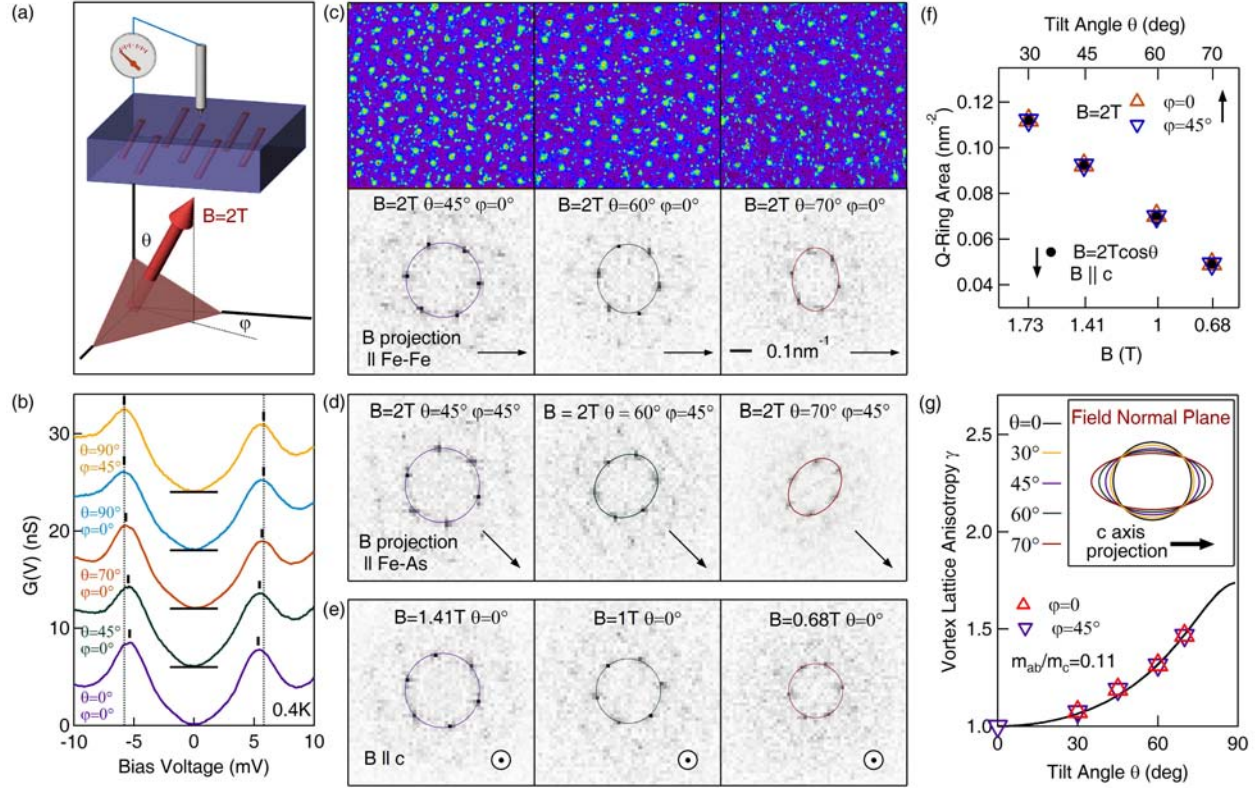 (a)
θ
B=2T
φ
(b)
G(V) (nS)
30
20
10
0
θ=90°
φ=45°
θ=90°
φ=0°
θ=70°
φ=0°
θ=45°
φ=0°
θ=0°
φ=0°
0.4K
-10 -5 0 5 10
Bias Voltage (mV)
(c)
B=2T θ=45° φ=0°
B=2T θ=60° φ=0°
B=2T θ=70° φ=0°
B projection
|| Fe-Fe
0.1nm-1
(d)
B=2T θ=45° φ=45°
B = 2T θ = 60° φ=45°
B=2T θ=70° φ=45°
B projection
|| Fe-As
(e)
B=1.41T θ=0°
B=1T θ=0°
B=0.68T θ=0°
B || c
(f)
Tilt Angle θ (deg)
30 45 60 70
Q-Ring Area (nm-2)
0.12
0.10
0.08
0.06
0.04
B=2T
φ=0
φ=45°
B=2Tcosθ
B || c
1.73 1.41 1 0.68
B (T)
(g)
Vortex Lattice Anisotropy γ
2.5
2.0
1.5
1.0
θ=0
30°
45°
60°
70°
Field Normal Plane
c axis
projection
φ=0
φ=45°
mab/mc=0.11
0 30 60 90
Tilt Angle θ (deg)